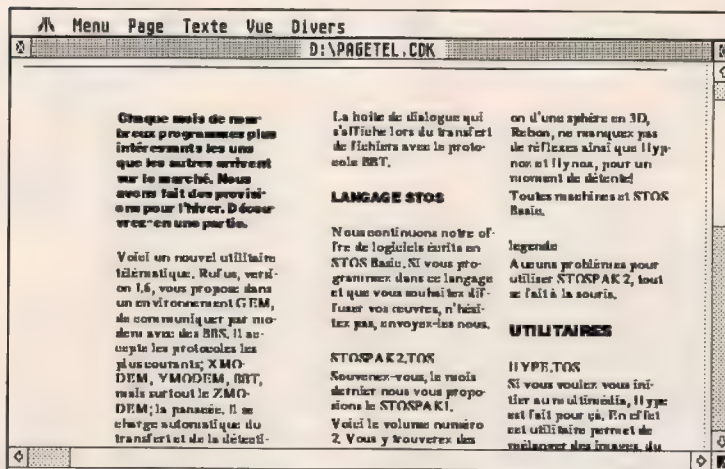 Menu Page Texte Vue Divers
D:\PAGETEL.CDK
Chaque mois de nom-
breux programmes plus
intéressants les uns
que les autres arrivent
sur le marché. Nous
avons fait des provisi-
ons pour l'hiver. Décou
vrez-en une partie.
Voici un nouvel utilitaire
télématique. Rufus, versi-
on 1,6, vous propose dans
un environnement GEM,
de communiquer par mo-
dem avec des BBS. Il ac-
cepte les protocoles les
plus courants; XMO-
DEM, YMODEM, BBT,
mais surtout le ZMO-
DEM; la panacée. Il se
charge automatique du
transfert et de la détecti-
La boite de dialogue qui
s'affiche lors du transfert
de fichiers avec le proto-
cole BBT.
LANGAGE STOS
Nous continuons notre of-
fre de logiciels écrits en
STOS Basic. Si vous pro-
grammez dans ce langage
et que vous souhaitez dif-
fuser vos œuvres, n'hési-
tez pas, envoyez-les nous.
STOSPAK2.TOS
Souvenez-vous, le mois
dernier nous vous propo-
sions le STOSPAK1.
Voici le volume numéro
2. Vous y trouverez des
on d'une sphère en 3D,
Rebon, ne manquez pas
de réflexes ainsi que Hyp-
noz et Hynoz, pour un
moment de détente!
Toutes machines et STOS
Basic.
legende
Aucuns problèmes pour
utiliser STOSPAK 2, tout
se fait à la souris.
UTILITAIRES
HYPE.TOS
Si vous voulez vous ini-
tier au multimédia, Hype
est fait pour ça. En effet
cet utilitaire permet de
mélanger des images, du